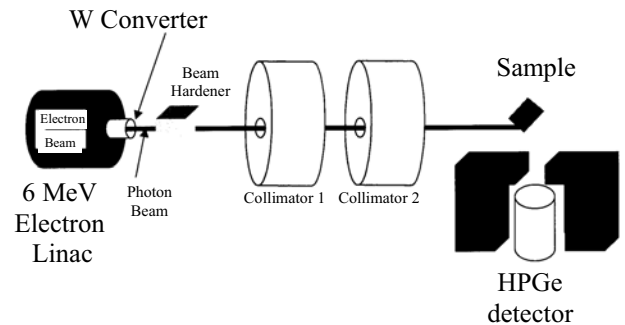 W Converter
Beam
Hardener
Sample
Electron
Beam
6 MeV
Electron
Linac
Photon
Beam
Collimator 1
Collimator 2
HPGe
detector